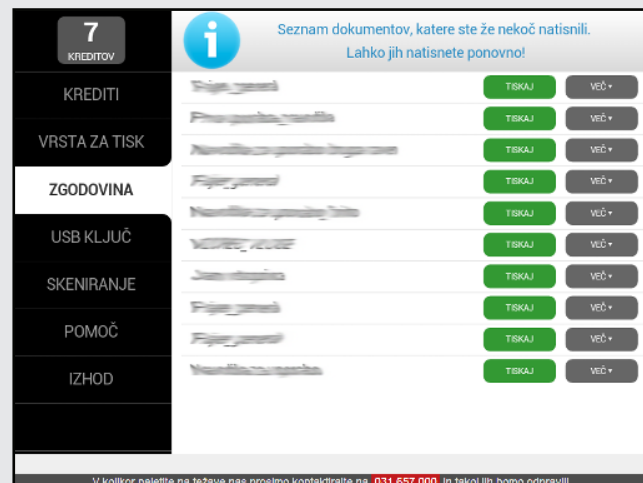 7
KREDITOV
Seznam dokumentov, katere ste že nekoč natisnili.
Lahko jih natisnete ponovno!
KREDITI
VRSTA ZA TISK
ZGODOVINA
USB KLJUČ
SKENIRANJE
POMOČ
IZHOD
TISKAJ VEČ
TISKAJ VEČ
TISKAJ VEČ
TISKAJ VEČ
TISKAJ VEČ
TISKAJ VEČ
TISKAJ VEČ
TISKAJ VEČ
TISKAJ VEČ
TISKAJ VEČ
V kolikor naletite na težave nas prosimo kontaktirajte na 031 657 000 in takoj jih bomo odpravili